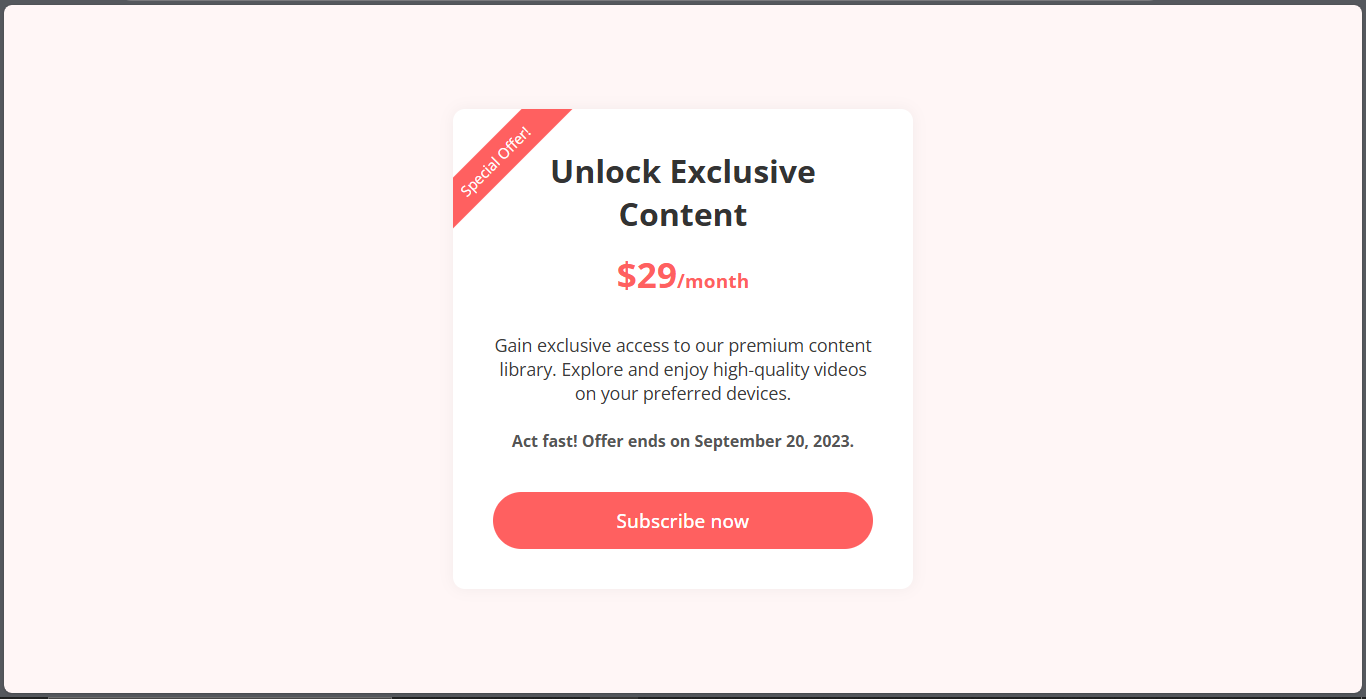 Special Offer!
Unlock Exclusive
Content
$29/month
Gain exclusive access to our premium content
library. Explore and enjoy high-quality videos
on your preferred devices.
Act fast! Offer ends on September 20, 2023.
Subscribe now